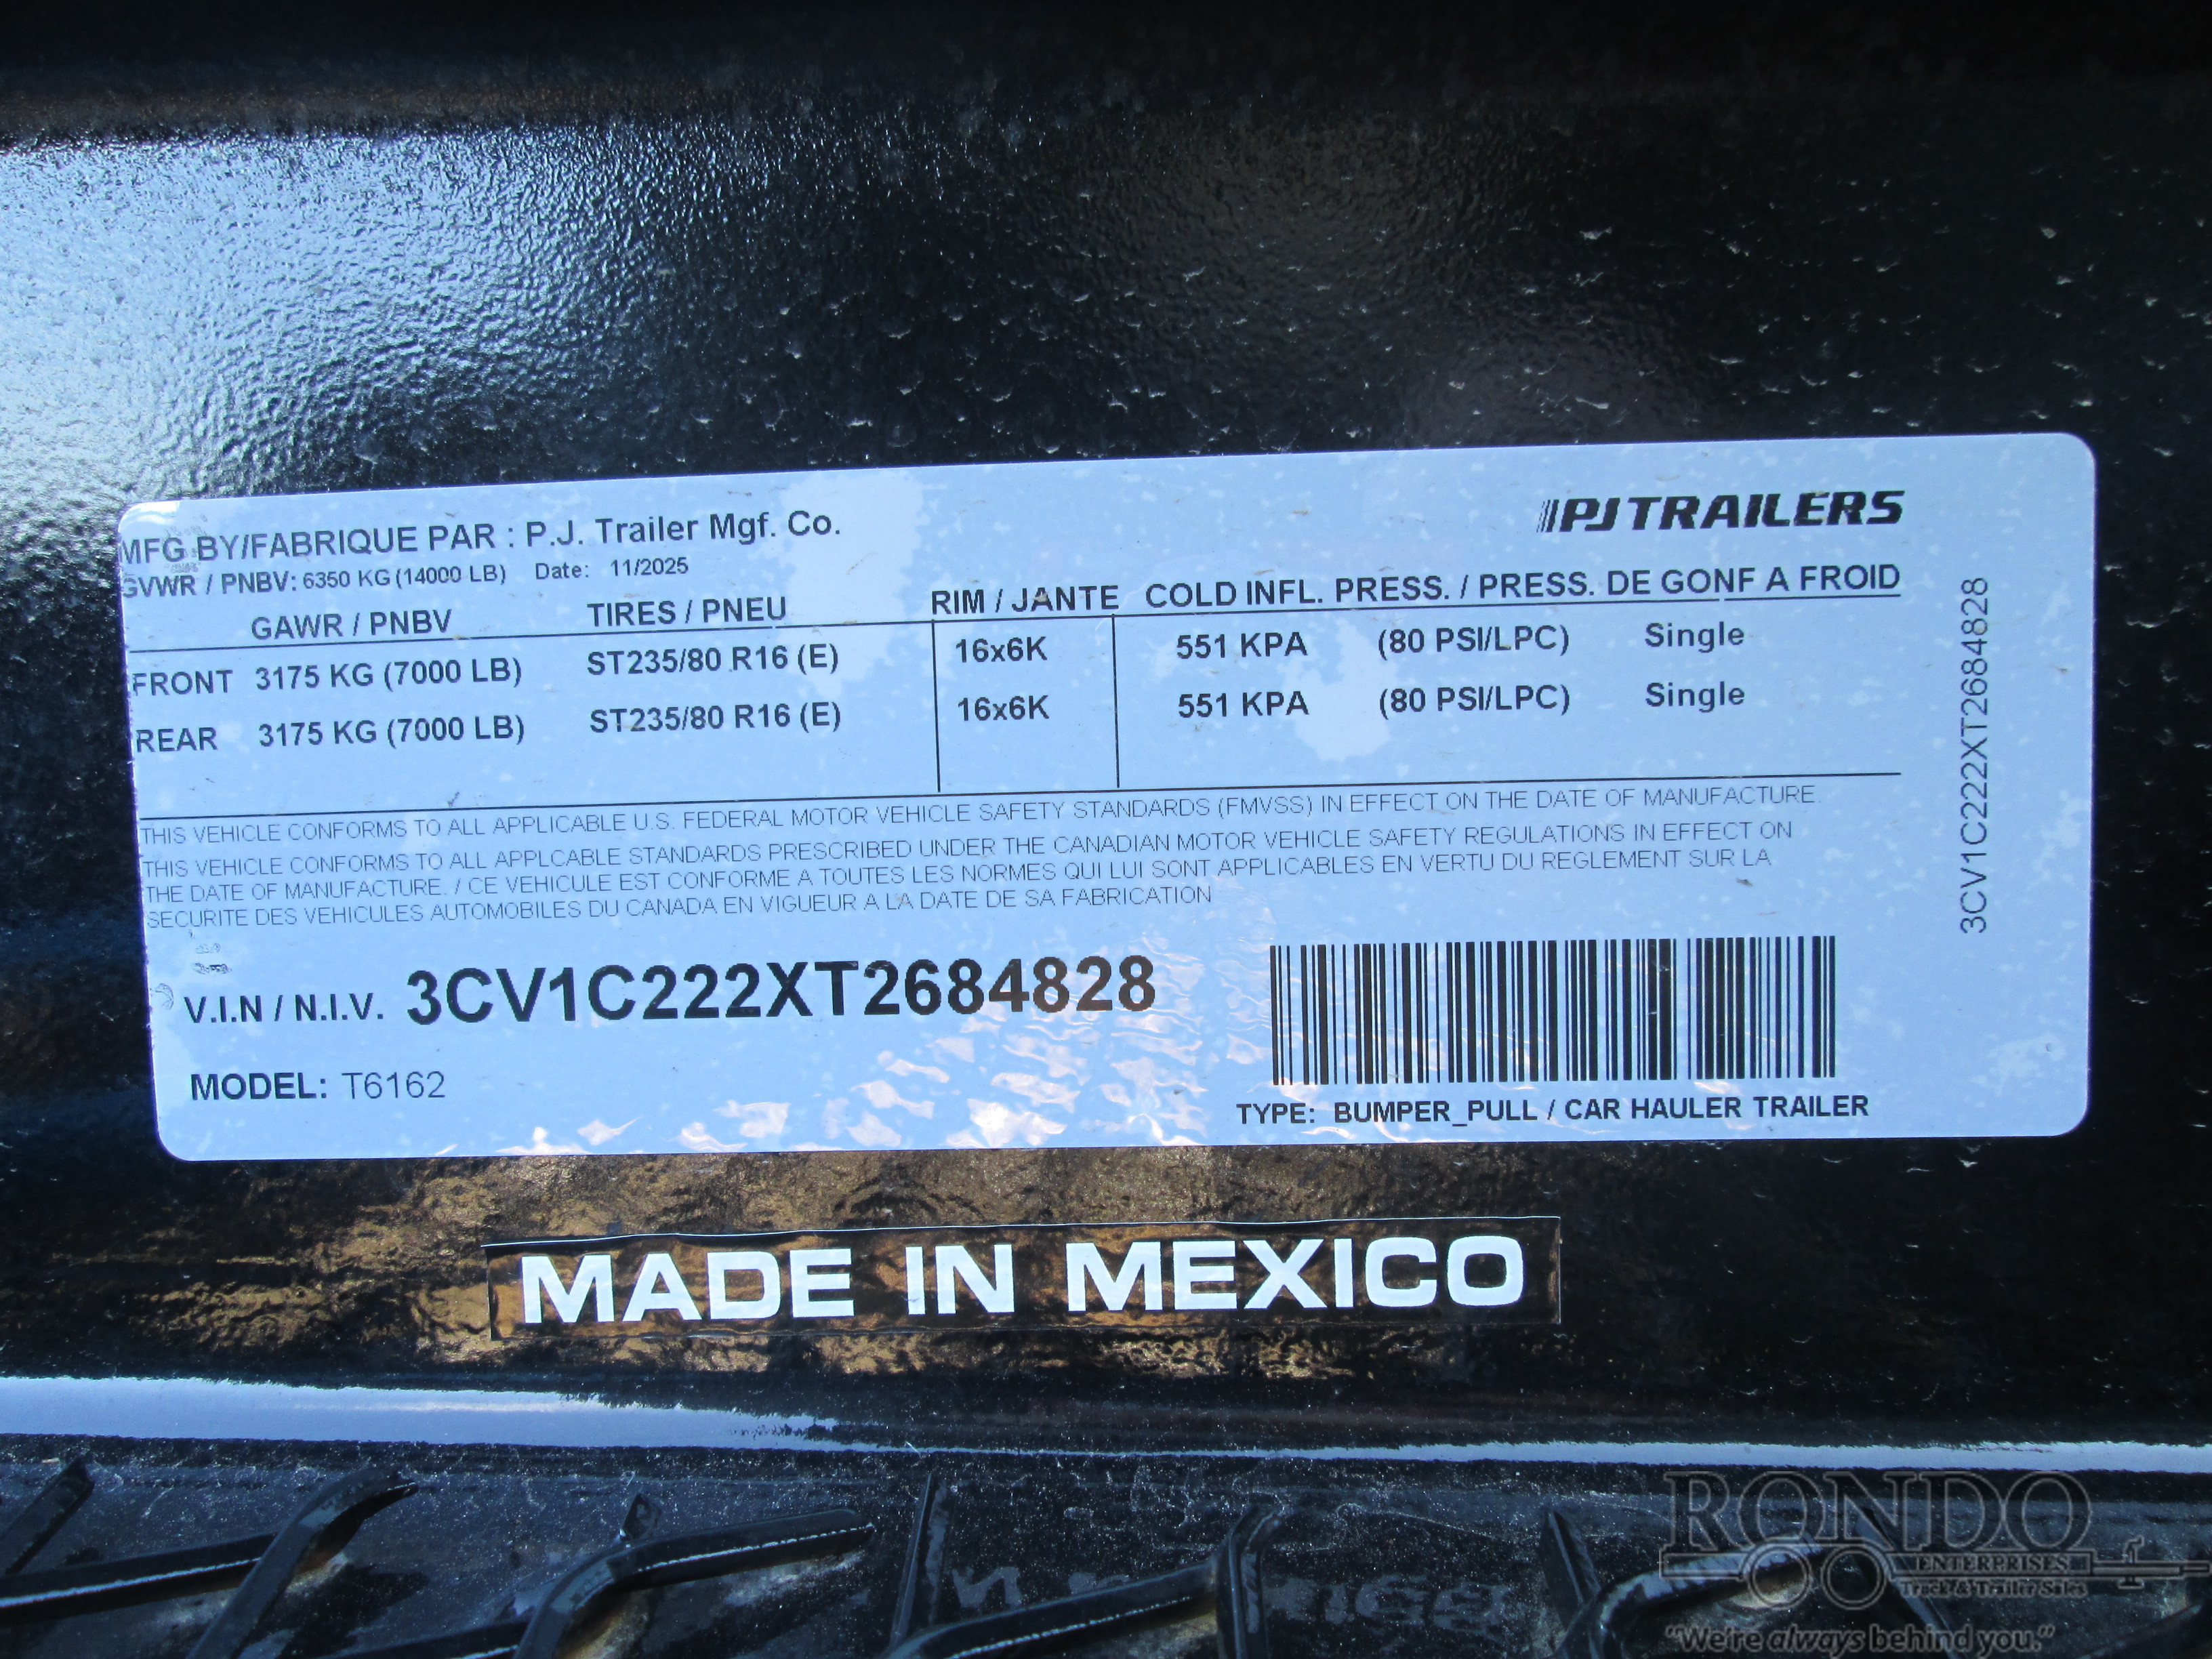 PJ TRAILERS
MFG BY/FABRIQUE PAR : P.J. Trailer Mgf. Co.
GVWR / PNBV: 6350 KG (14000 LB) Date: 11/2025
GAWR / PNBV TIRES / PNEU RIM / JANTE COLD INFL. PRESS. / PRESS. DE GONF A FROID
FRONT 3175 KG (7000 LB) ST235/80 R16 (E) 16x6K 551 KPA (80 PSI/LPC) Single
REAR 3175 KG (7000 LB) ST235/80 R16 (E) 16x6K 551 KPA (80 PSI/LPC) Single
THIS VEHICLE CONFORMS TO ALL APPLICABLE U.S. FEDERAL MOTOR VEHICLE SAFETY STANDARDS (FMVSS) IN EFFECT ON THE DATE OF MANUFACTURE.
THIS VEHICLE CONFORMS TO ALL APPLCABLE STANDARDS PRESCRIBED UNDER THE CANADIAN MOTOR VEHICLE SAFETY REGULATIONS IN EFFECT ON
THE DATE OF MANUFACTURE. / CE VEHICULE EST CONFORME A TOUTES LES NORMES QUI LUI SONT APPLICABLES EN VERTU DU REGLEMENT SUR LA
SECURITE DES VEHICULES AUTOMOBILES DU CANADA EN VIGUEUR A LA DATE DE SA FABRICATION
V.I.N / N.I.V. 3CV1C222XT2684828
MODEL: T6162
TYPE: BUMPER_PULL / CAR HAULER TRAILER
3CV1C222XT2684828
MADE IN MEXICO
RONDO
ENTERPRISES
Truck & Trailer Sales
"We're always behind you."